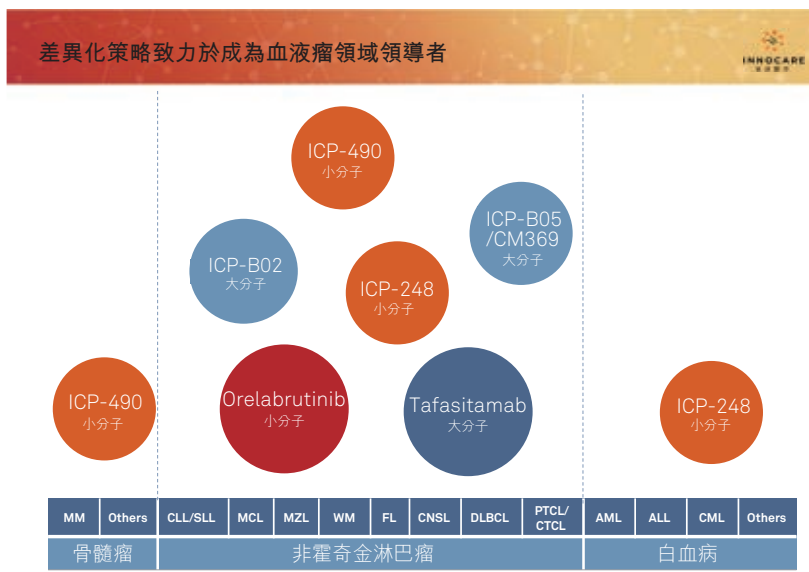 差異化策略致力於成為血液瘤領域領導者
INNOCARE
ICP-490
小分子
ICP-B05
/CM369
大分子
ICP-B02
大分子
ICP-248
小分子
ICP-490
小分子
Orelabrutinib
小分子
Tafasitamab
大分子
ICP-248
小分子
MM Others CLL/SLL MCL MZL WM FL CNSL DLBCL PTCL/
CTCL AML ALL CML Others
骨髓瘤 非霍奇金淋巴瘤 白血病